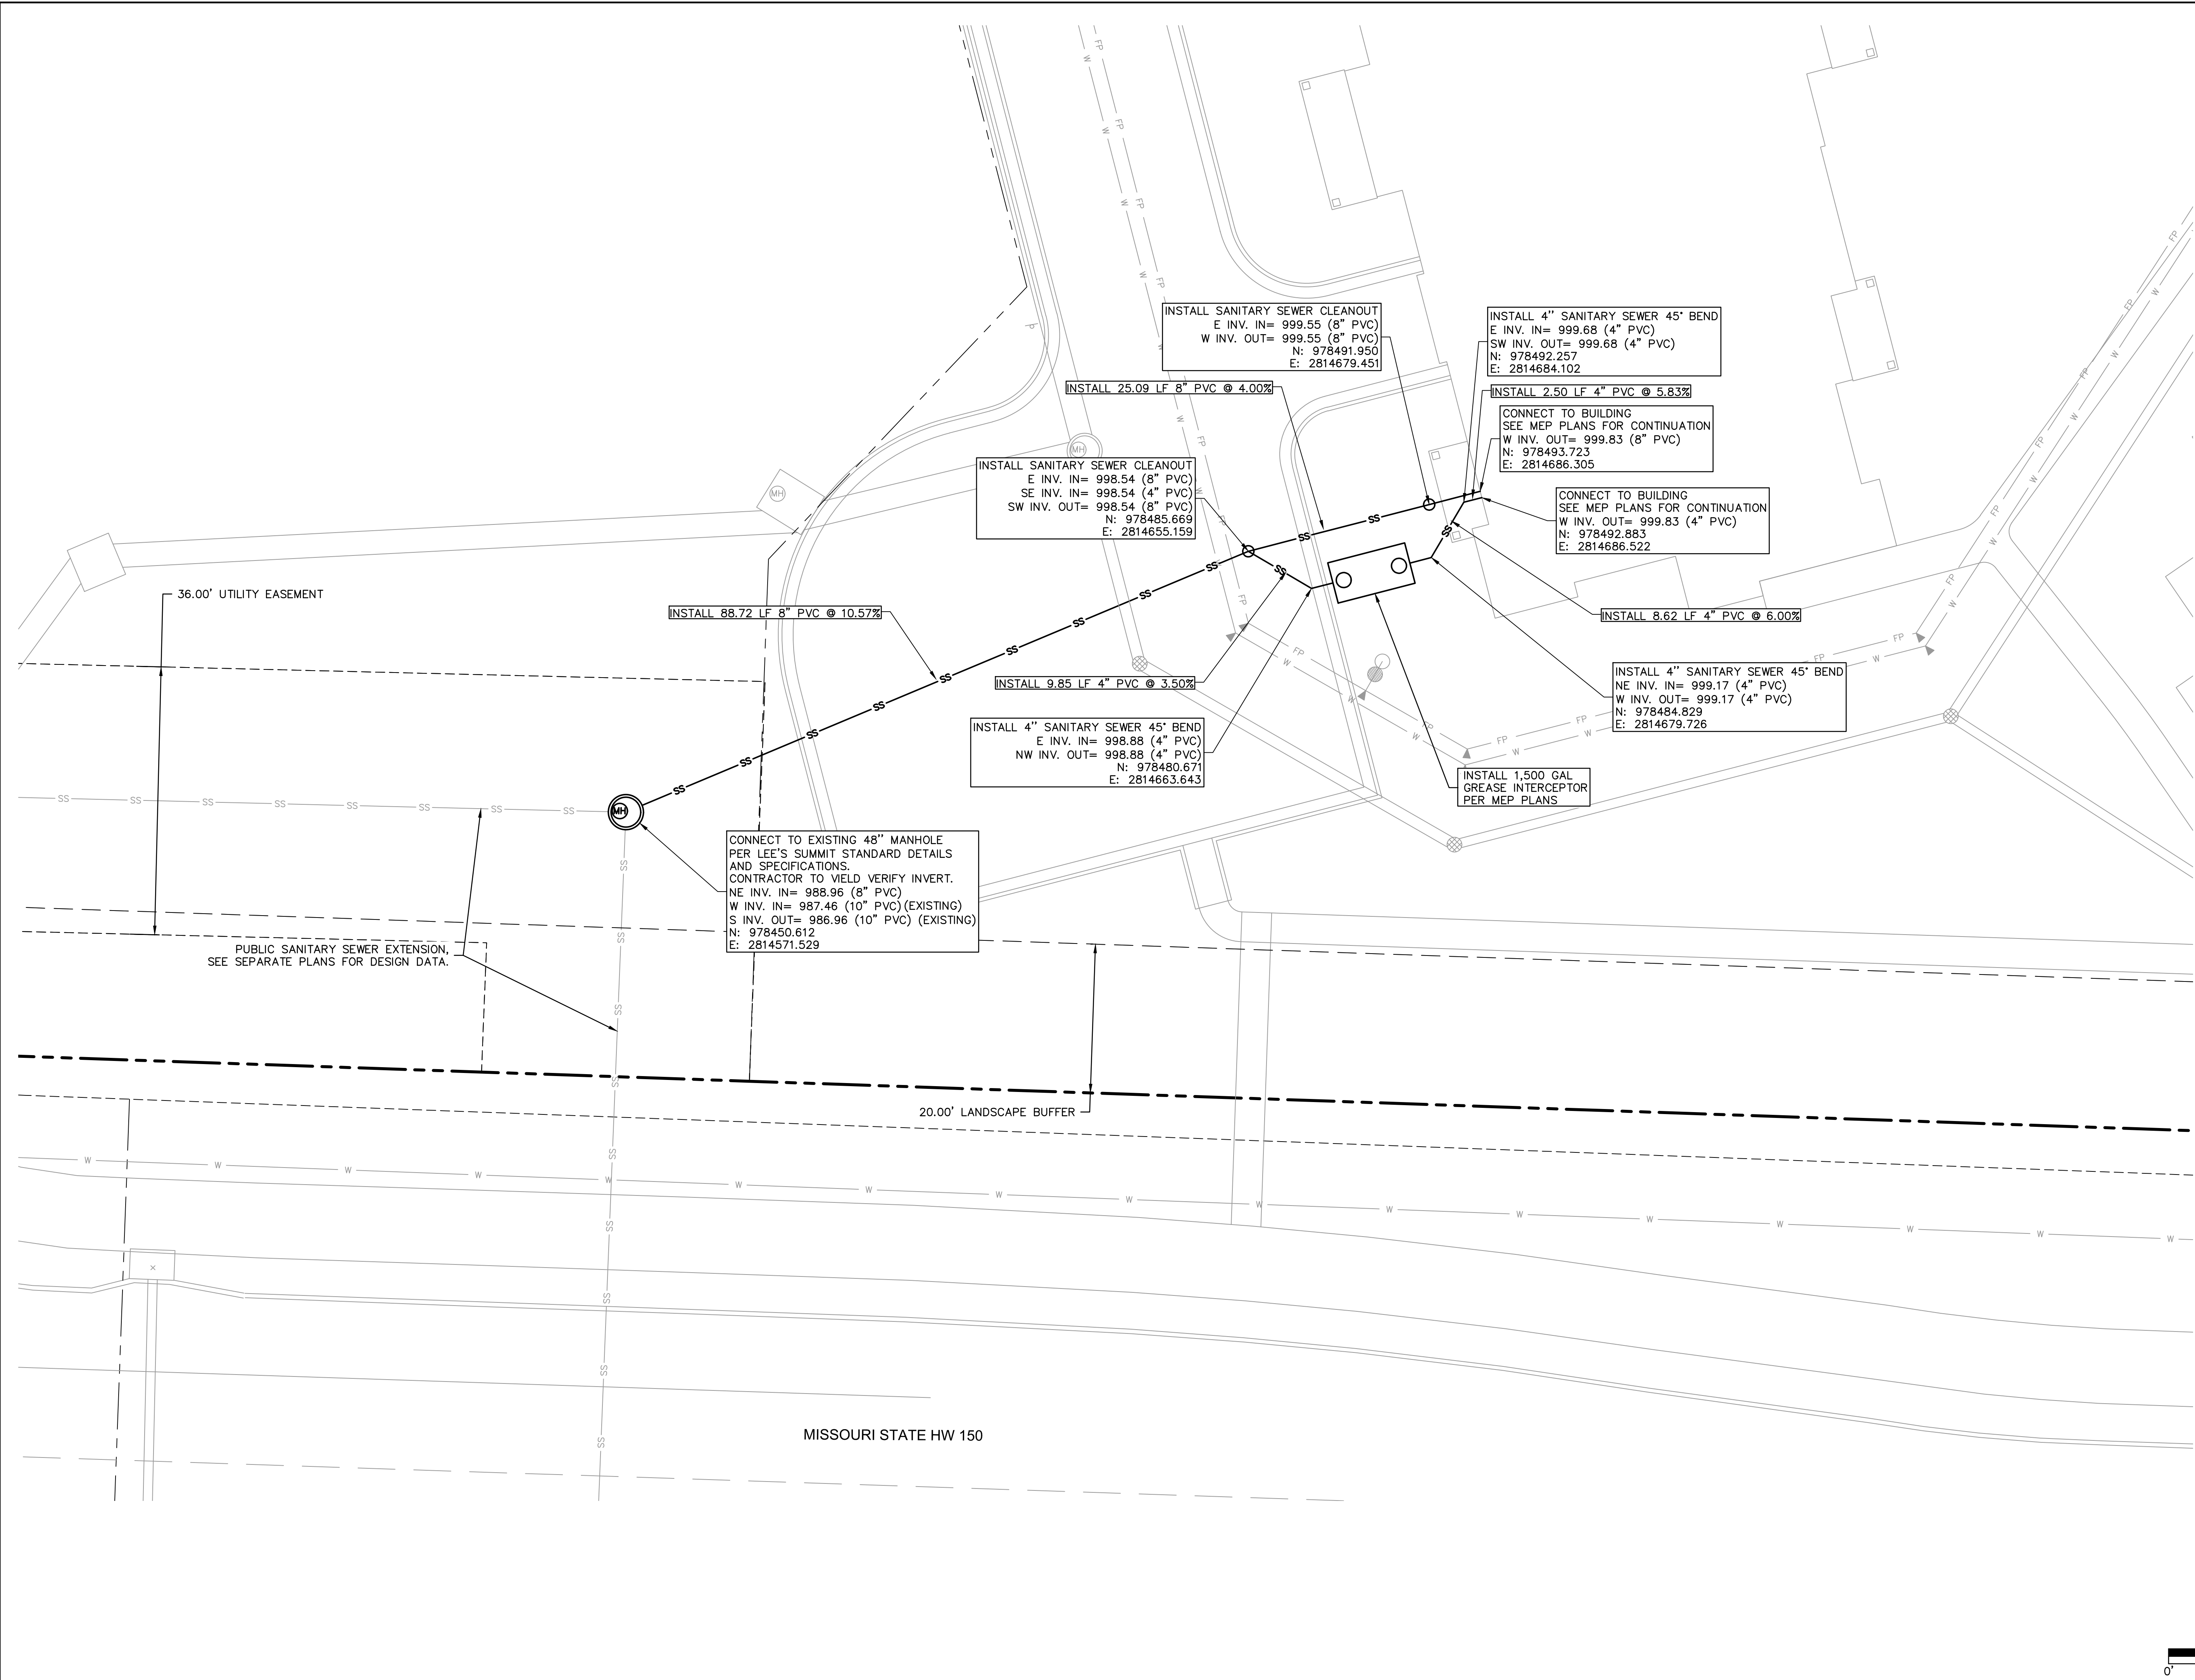 INSTALL SANITARY SEWER CLEANOUT
E INV. IN= 999.55 (8" PVC)
W INV. OUT= 999.55 (8" PVC)
N: 978491.950
E: 2814679.451
INSTALL 4'' SANITARY SEWER 45° BEND
E INV. IN= 999.68 (4" PVC)
SW INV. OUT= 999.68 (4" PVC)
N: 978492.257
E: 2814684.102
INSTALL 25.09 LF 8" PVC @ 4.00%
INSTALL 2.50 LF 4" PVC @ 5.83%
CONNECT TO BUILDING
SEE MEP PLANS FOR CONTINUATION
W INV. OUT= 999.83 (8" PVC)
N: 978493.723
E: 2814686.305
INSTALL SANITARY SEWER CLEANOUT
E INV. IN= 998.54 (8" PVC)
SE INV. IN= 998.54 (4" PVC)
SW INV. OUT= 998.54 (8" PVC)
N: 978485.669
E: 2814655.159
CONNECT TO BUILDING
SEE MEP PLANS FOR CONTINUATION
W INV. OUT= 999.83 (4" PVC)
N: 978492.883
E: 2814686.522
36.00' UTILITY EASEMENT
INSTALL 88.72 LF 8" PVC @ 10.57%
INSTALL 8.62 LF 4" PVC @ 6.00%
INSTALL 9.85 LF 4" PVC @ 3.50%
INSTALL 4'' SANITARY SEWER 45° BEND
NE INV. IN= 999.17 (4" PVC)
W INV. OUT= 999.17 (4" PVC)
N: 978484.829
E: 2814679.726
INSTALL 4'' SANITARY SEWER 45° BEND
E INV. IN= 998.88 (4" PVC)
NW INV. OUT= 998.88 (4" PVC)
N: 978480.671
E: 2814663.643
INSTALL 1,500 GAL
GREASE INTERCEPTOR
PER MEP PLANS
MH
MH
MH
CONNECT TO EXISTING 48'' MANHOLE
PER LEE'S SUMMIT STANDARD DETAILS
AND SPECIFICATIONS.
CONTRACTOR TO VIELD VERIFY INVERT.
NE INV. IN= 988.96 (8" PVC)
W INV. IN= 987.46 (10" PVC) (EXISTING)
S INV. OUT= 986.96 (10" PVC) (EXISTING)
N: 978450.612
E: 2814571.529
PUBLIC SANITARY SEWER EXTENSION,
SEE SEPARATE PLANS FOR DESIGN DATA.
20.00' LANDSCAPE BUFFER
MISSOURI STATE HW 150
0'